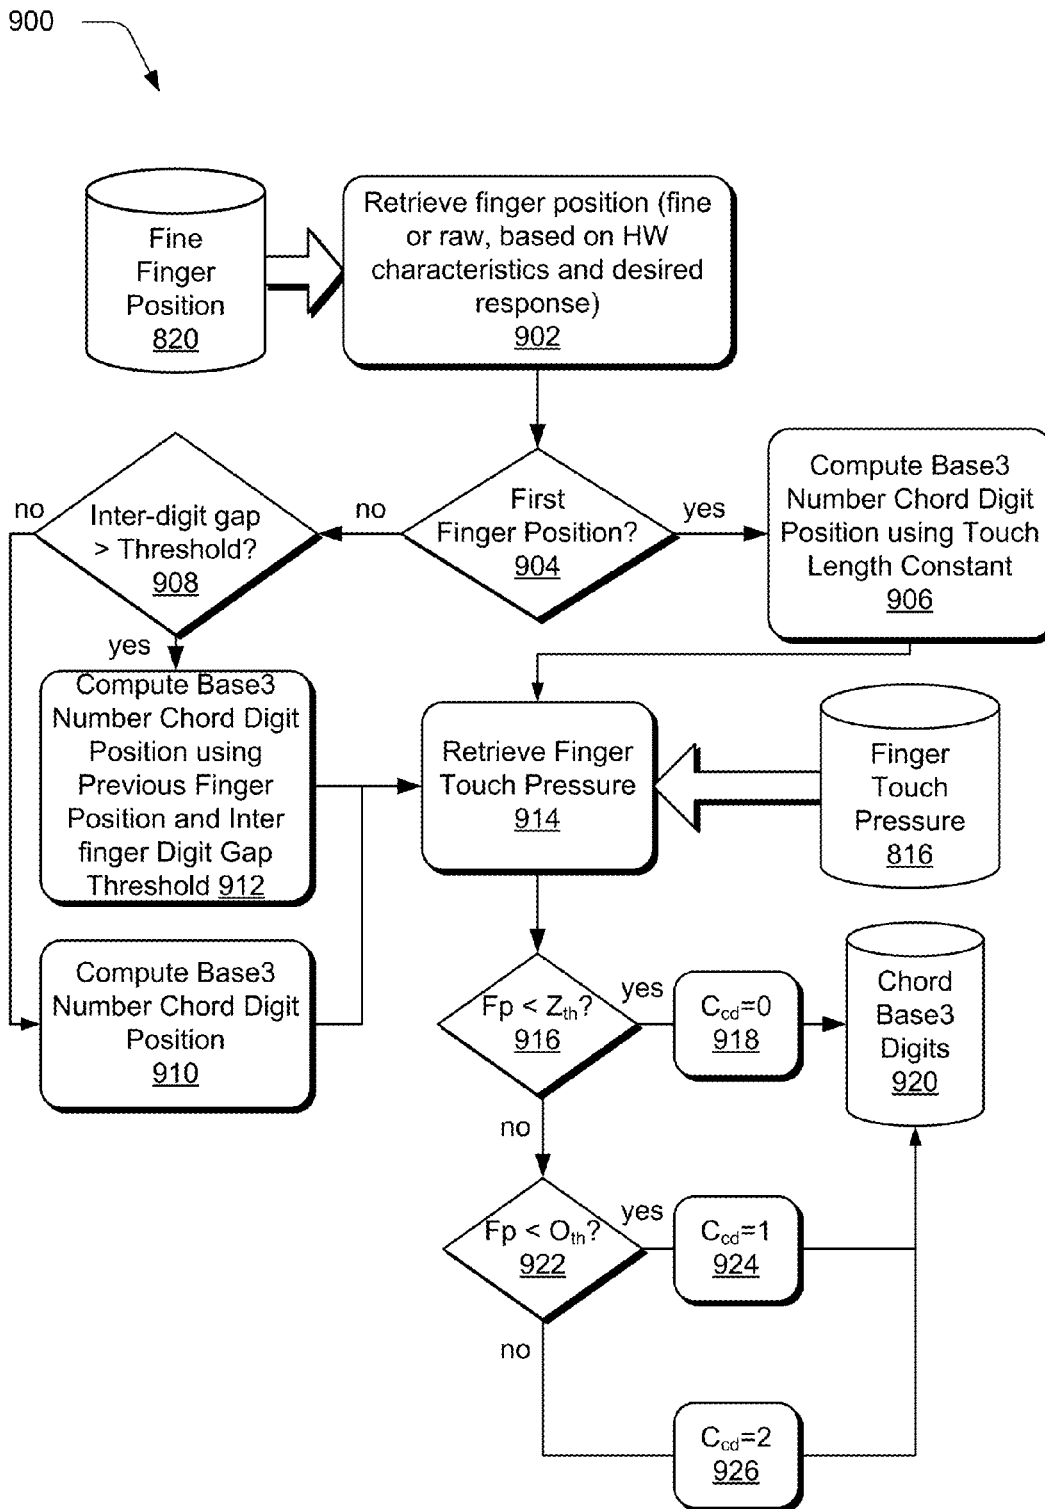 900
Fine
Finger
Position
820
Retrieve finger position (fine
or raw, based on HW
characteristics and desired
response)
902
First
Finger Position?
904
no
yes
Inter-digit gap
> Threshold?
908
no
yes
Compute Base3
Number Chord Digit
Position using Touch
Length Constant
906
Compute Base3
Number Chord Digit
Position using
Previous Finger
Position and Inter
finger Digit Gap
Threshold 912
Retrieve Finger
Touch Pressure
914
Finger
Touch
Pressure
816
Compute Base3
Number Chord Digit
Position
910
Fp < Zth?
916
yes
Ccd=0
918
Chord
Base3
Digits
920
no
Fp < Oth?
922
yes
Ccd=1
924
no
Ccd=2
926